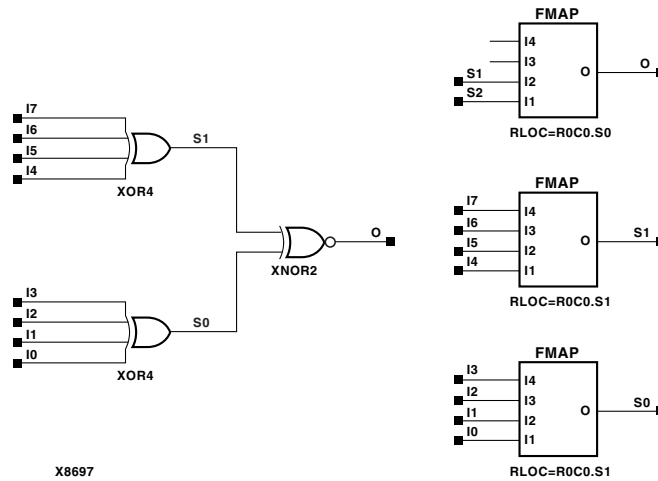 I7
I6
I5
I4
XOR4
S1
I3
I2
I1
I0
XOR4
S0
XNOR2
O
X8697
FMAP
I4
I3
S1 I2
S2 I1
O O
RLOC=R0C0.S0
FMAP
I7 I4
I6 I3
I5 I2
I4 I1
O S1
RLOC=R0C0.S1
FMAP
I3 I4
I2 I3
I1 I2
I0 I1
O S0
RLOC=R0C0.S1